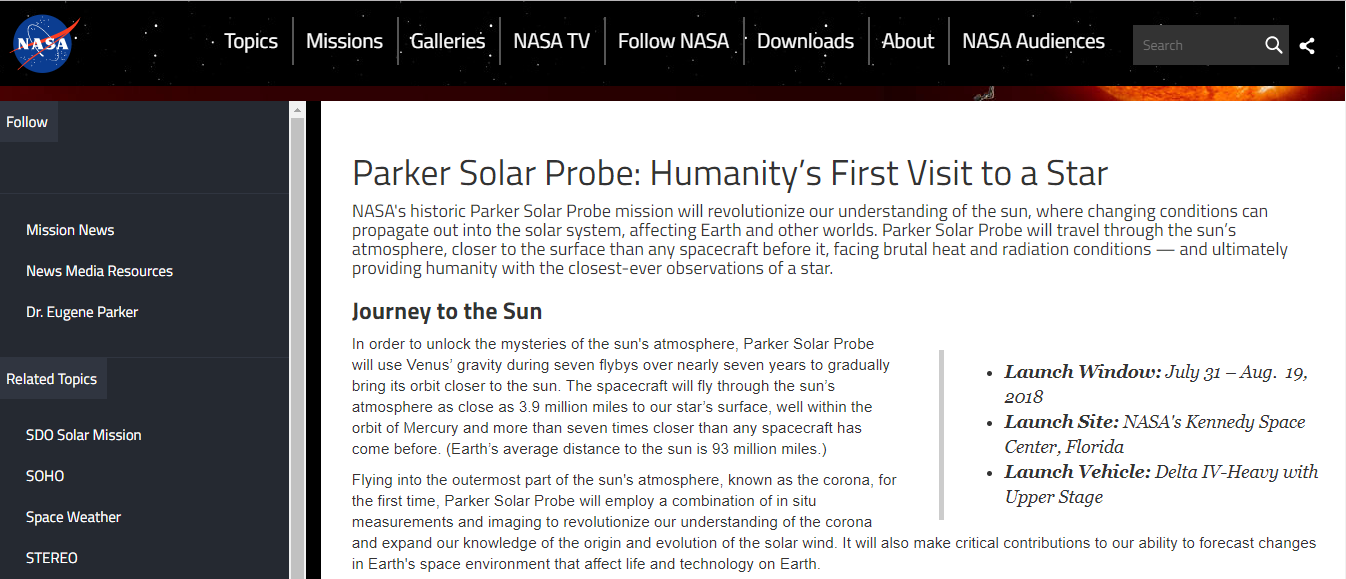 NASA
Topics
Missions
Galleries
NASA TV
Follow NASA
Downloads
About
NASA Audiences
Search
Follow
Mission News
News Media Resources
Dr. Eugene Parker
Related Topics
SDO Solar Mission
SOHO
Space Weather
STEREO
Parker Solar Probe: Humanity’s First Visit to a Star
NASA's historic Parker Solar Probe mission will revolutionize our understanding of the sun, where changing conditions can
propagate out into the solar system, affecting Earth and other worlds. Parker Solar Probe will travel through the sun’s
atmosphere, closer to the surface than any spacecraft before it, facing brutal heat and radiation conditions — and ultimately
providing humanity with the closest-ever observations of a star.
Journey to the Sun
In order to unlock the mysteries of the sun's atmosphere, Parker Solar Probe
will use Venus’ gravity during seven flybys over nearly seven years to gradually
bring its orbit closer to the sun. The spacecraft will fly through the sun’s
atmosphere as close as 3.9 million miles to our star’s surface, well within the
orbit of Mercury and more than seven times closer than any spacecraft has
come before. (Earth’s average distance to the sun is 93 million miles.)
Flying into the outermost part of the sun's atmosphere, known as the corona, for
the first time, Parker Solar Probe will employ a combination of in situ
measurements and imaging to revolutionize our understanding of the corona
and expand our knowledge of the origin and evolution of the solar wind. It will also make critical contributions to our ability to forecast changes
in Earth's space environment that affect life and technology on Earth.
• Launch Window: July 31 – Aug. 19,
2018
• Launch Site: NASA's Kennedy Space
Center, Florida
• Launch Vehicle: Delta IV-Heavy with
Upper Stage